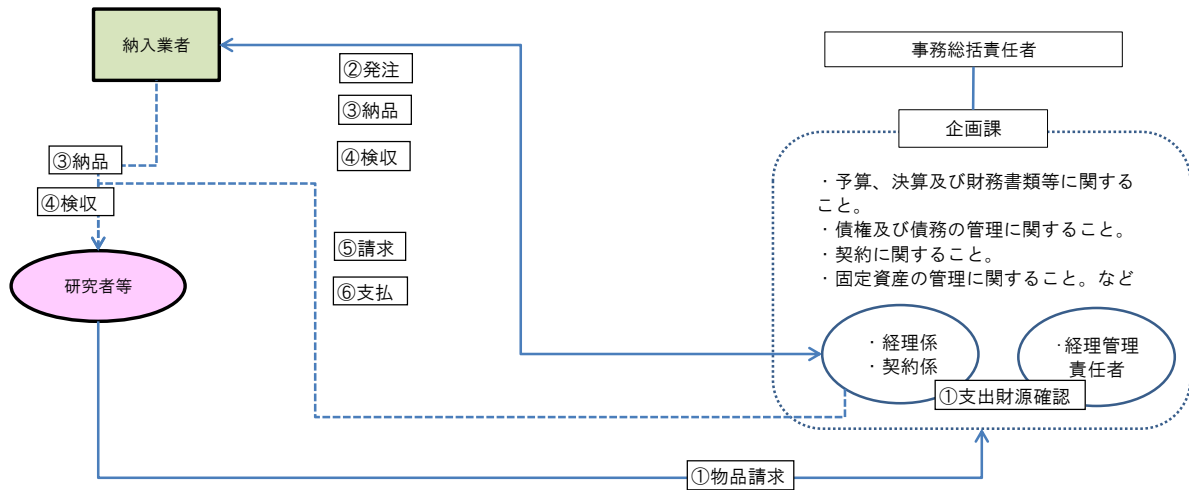 納入業者
②発注
③納品
④検収
③納品
④検収
研究者等
⑤請求
⑥支払
事務総括責任者
企画課
・予算、決算及び財務書類等に関する
こと。
・債権及び債務の管理に関すること。
・契約に関すること。
・固定資産の管理に関すること。など
・経理係
・契約係
・経理管理
責任者
①支出財源確認
①物品請求